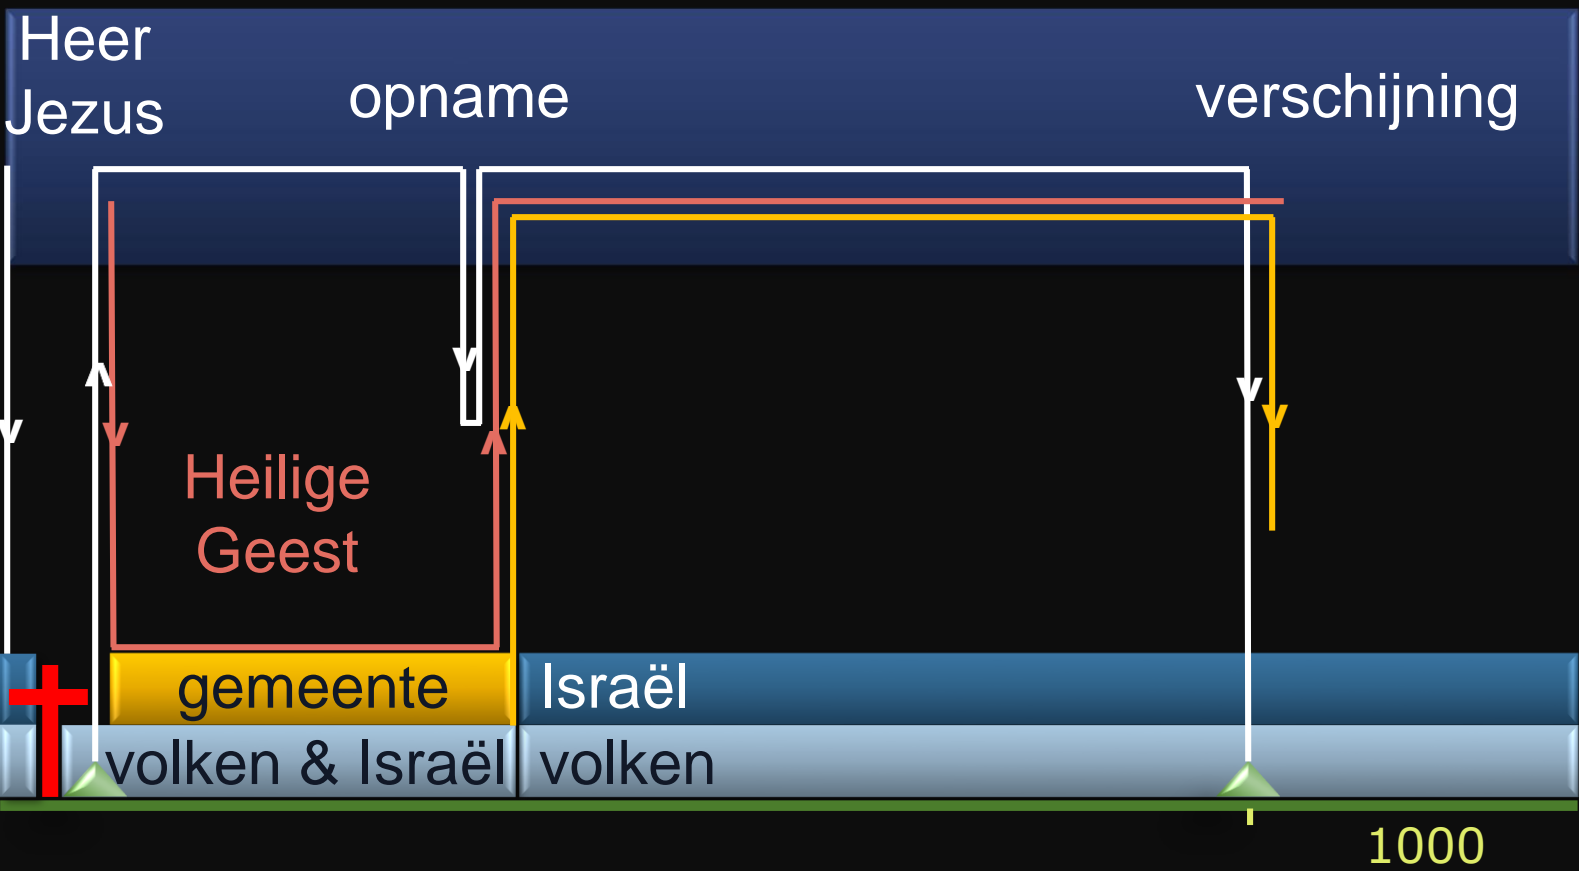 Heer
Jezus
opname
verschijning
Heilige
Geest
gemeente
Israël
volken & Israël
volken
1000